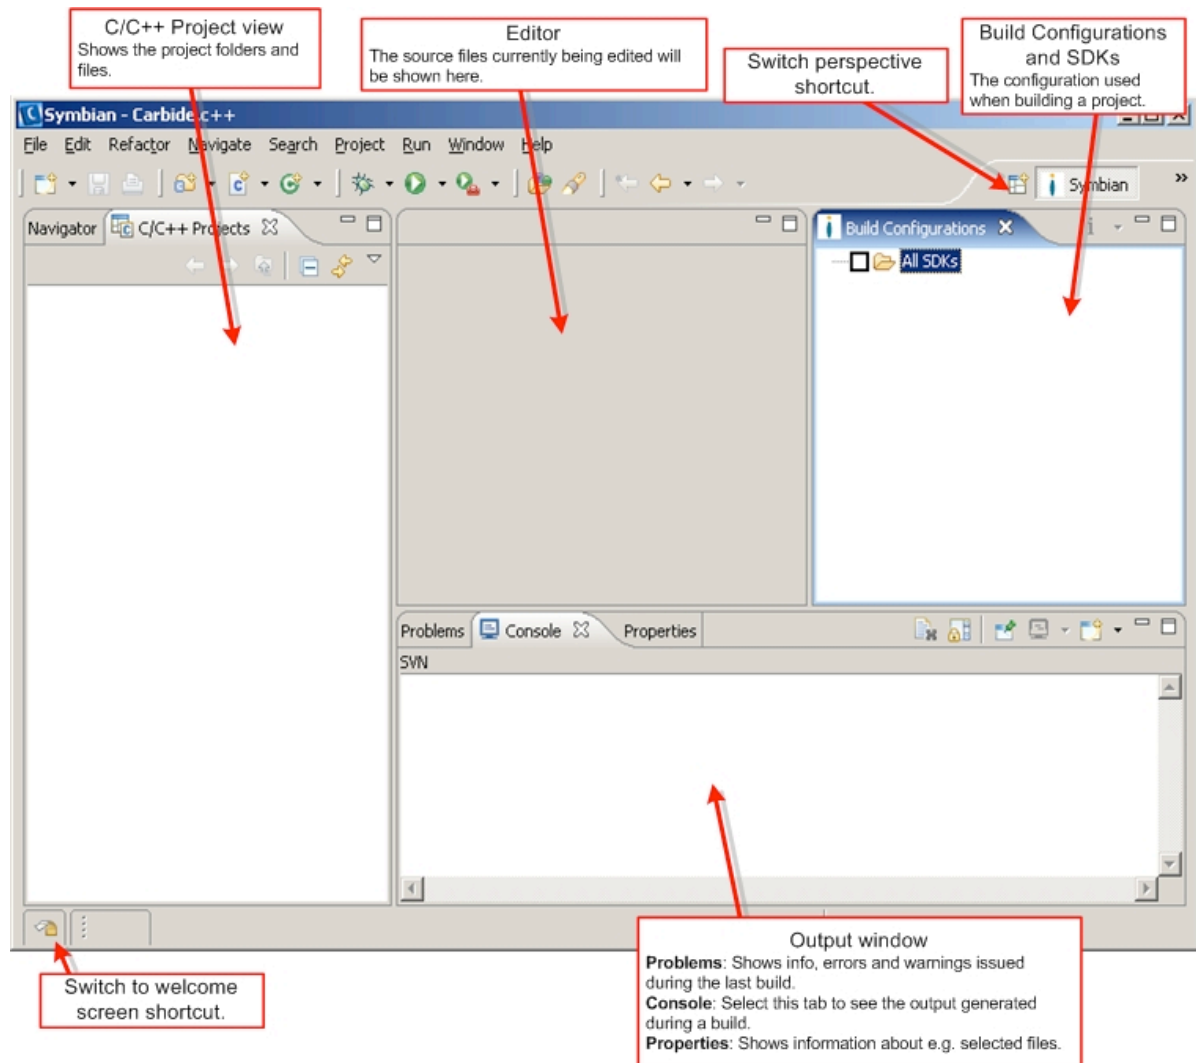 C/C++ Project view
Shows the project folders and
files.
Editor
The source files currently being edited will
be shown here.
Switch perspective
shortcut.
Build Configurations
and SDKs
The configuration used
when building a project.
Symbian - Carbide.c++
File Edit Refactor Navigate Search Project Run Window Help
Symbian
Navigator C/C++ Projects
Build Configurations
All SDKs
Problems Console Properties
SVN
Switch to welcome
screen shortcut.
Output window
Problems: Shows info, errors and warnings issued
during the last build.
Console: Select this tab to see the output generated
during a build.
Properties: Shows information about e.g. selected files.